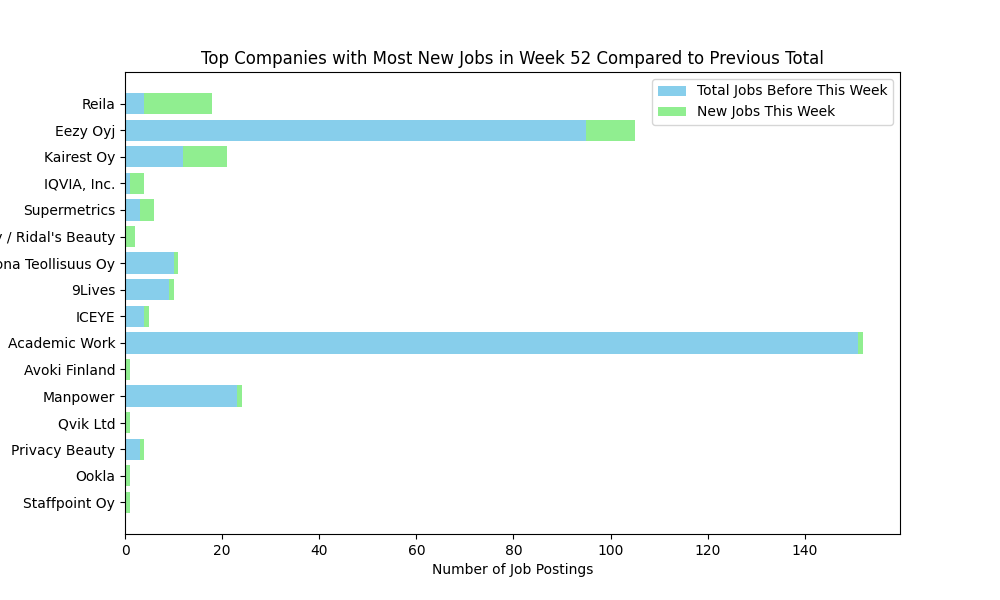 Top Companies with Most New Jobs in Week 52 Compared to Previous Total
Total Jobs Before This Week
New Jobs This Week
Reila
Eezy Oyj
Kairest Oy
IQVIA, Inc.
Supermetrics
/ Ridal's Beauty
Teollisuus Oy
9Lives
ICEYE
Academic Work
Avoki Finland
Manpower
Qvik Ltd
Privacy Beauty
Ookla
Staffpoint Oy
0 20 40 60 80 100 120 140
Number of Job Postings